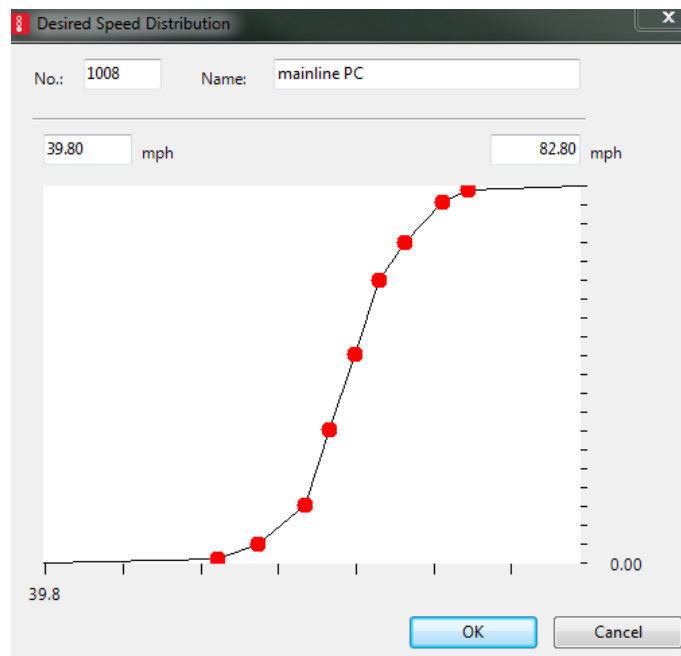 Desired Speed Distribution
No.: 1008 Name: mainline PC
39.80 mph 82.80 mph
0.00
39.8
OK Cancel